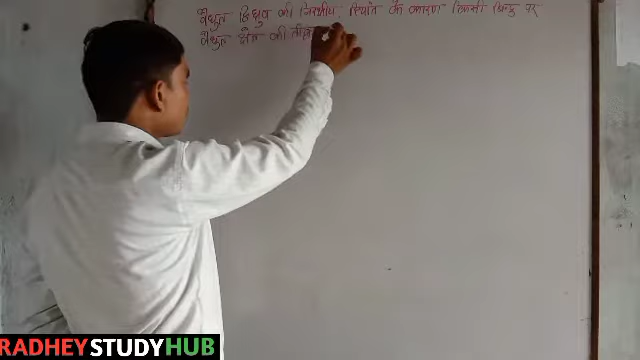 वैधुत द्विध्रुव की निरक्षीय स्थिति के कारण किसी बिन्दु पर
वैधुत क्षेत्र की तीव्र
RADHEYSTUDYHUB